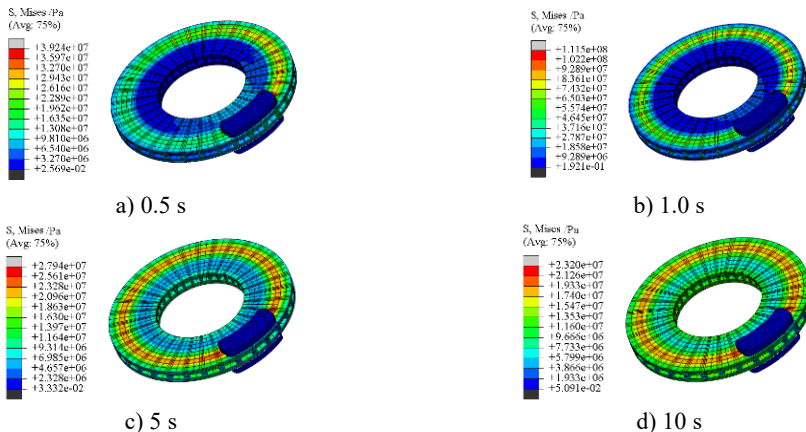 S, Mises /Pa
(Avg: 75%)
+3.924e+07
+3.597e+07
+3.270e+07
+2.943e+07
+2.616e+07
+2.289e+07
+1.962e+07
+1.635e+07
+1.308e+07
+9.810e+06
+6.540e+06
+3.270e+06
+2.569e-02
a) 0.5 s
S, Mises /Pa
(Avg: 75%)
+1.115e+08
+1.022e+08
+9.289e+07
+8.361e+07
+7.432e+07
+6.503e+07
+5.574e+07
+4.645e+07
+3.716e+07
+2.787e+07
+1.858e+07
+9.289e+06
+1.921e-01
b) 1.0 s
S, Mises /Pa
(Avg: 75%)
+2.794e+07
+2.561e+07
+2.328e+07
+2.096e+07
+1.863e+07
+1.630e+07
+1.397e+07
+1.164e+07
+9.314e+06
+6.985e+06
+4.657e+06
+2.328e+06
+3.332e-02
c) 5 s
S, Mises /Pa
(Avg: 75%)
+2.320e+07
+2.126e+07
+1.933e+07
+1.740e+07
+1.547e+07
+1.353e+07
+1.160e+07
+9.666e+06
+7.733e+06
+5.799e+06
+3.866e+06
+1.933e+06
+5.091e-02
d) 10 s